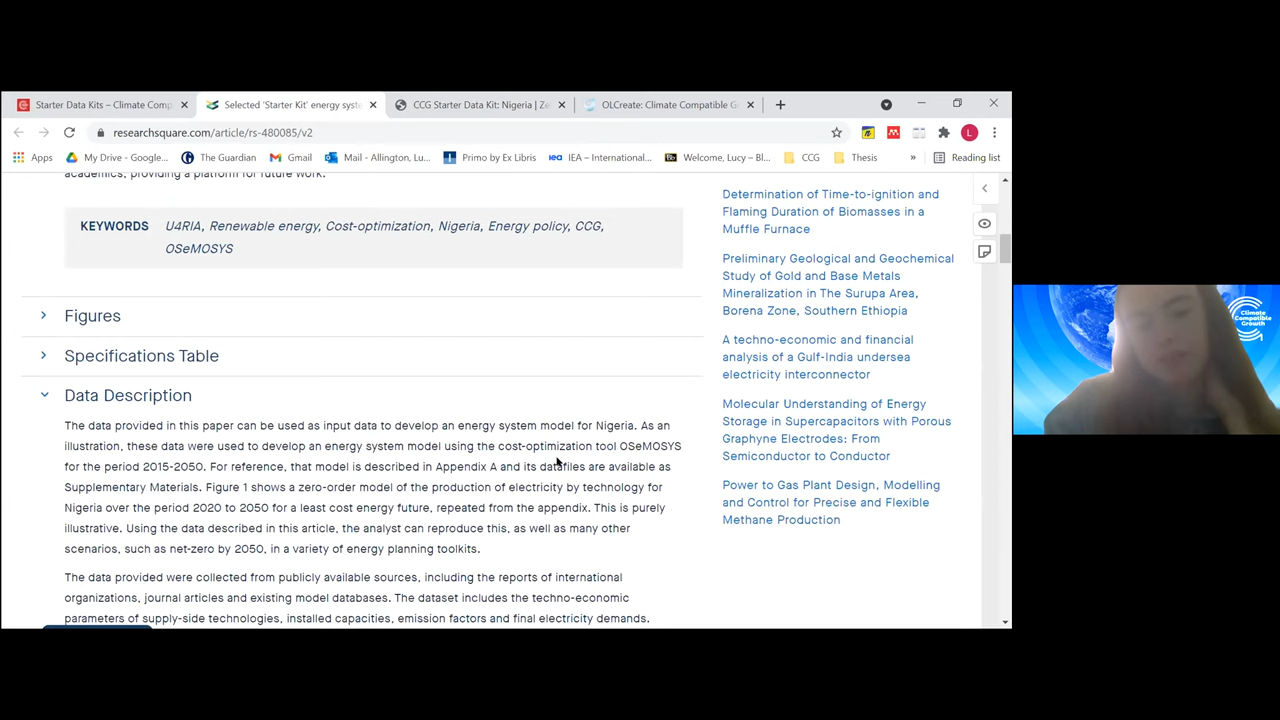 Starter Data Kits – Climate Comp
Selected 'Starter Kit' energy syste
CCG Starter Data Kit: Nigeria | Ze
OLCreate: Climate Compatible G
researchsquare.com/article/rs-480085/v2
Apps
My Drive - Google...
The Guardian
Gmail
Mail - Allington, Lu...
Primo by Ex Libris
iea
IEA – International...
Bb
Welcome, Lucy – Bl...
CCG
Thesis
»
Reading list
academics, providing a platform for future work.
KEYWORDS U4RIA, Renewable energy, Cost-optimization, Nigeria, Energy policy, CCG,
OSeMOSYS
Figures
Specifications Table
Data Description
The data provided in this paper can be used as input data to develop an energy system model for Nigeria. As an
illustration, these data were used to develop an energy system model using the cost-optimization tool OSeMOSYS
for the period 2015-2050. For reference, that model is described in Appendix A and its datafiles are available as
Supplementary Materials. Figure 1 shows a zero-order model of the production of electricity by technology for
Nigeria over the period 2020 to 2050 for a least cost energy future, repeated from the appendix. This is purely
illustrative. Using the data described in this article, the analyst can reproduce this, as well as many other
scenarios, such as net-zero by 2050, in a variety of energy planning toolkits.
The data provided were collected from publicly available sources, including the reports of international
organizations, journal articles and existing model databases. The dataset includes the techno-economic
parameters of supply-side technologies, installed capacities, emission factors and final electricity demands.
Determination of Time-to-ignition and
Flaming Duration of Biomasses in a
Muffle Furnace
Preliminary Geological and Geochemical
Study of Gold and Base Metals
Mineralization in The Surupa Area,
Borena Zone, Southern Ethiopia
A techno-economic and financial
analysis of a Gulf-India undersea
electricity interconnector
Molecular Understanding of Energy
Storage in Supercapacitors with Porous
Graphyne Electrodes: From
Semiconductor to Conductor
Power to Gas Plant Design, Modelling
and Control for Precise and Flexible
Methane Production
Climate
Compatible
Growth